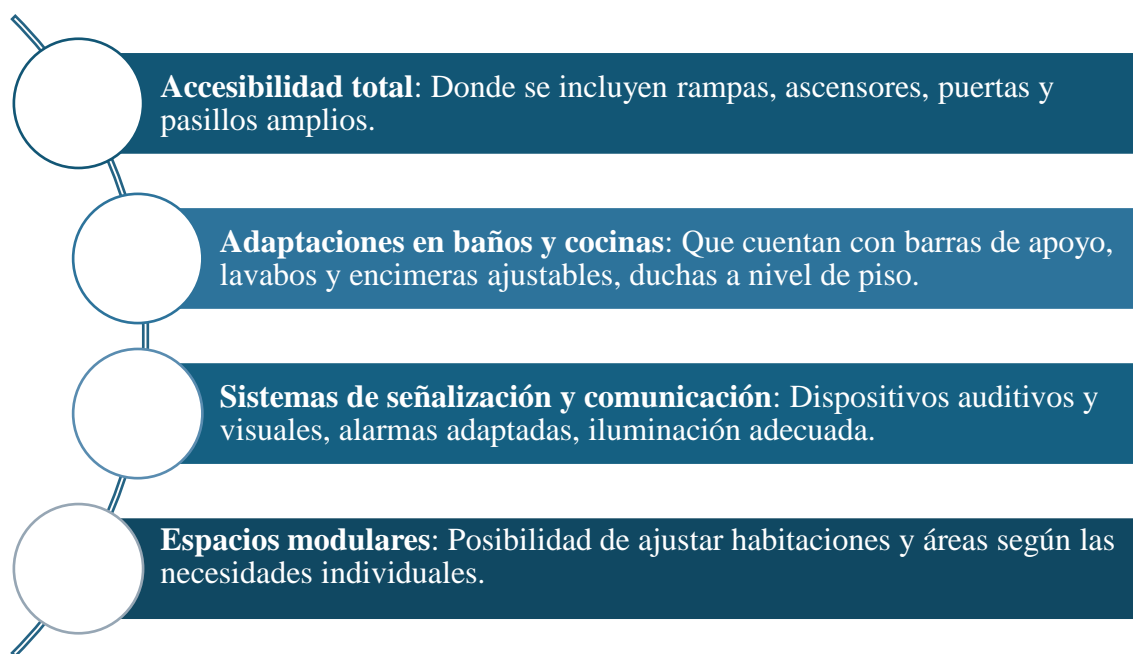 Accesibilidad total: Donde se incluyen rampas, ascensores, puertas y
pasillos amplios.
Adaptaciones en baños y cocinas: Que cuentan con barras de apoyo,
lavabos y encimeras ajustables, duchas a nivel de piso.
Sistemas de señalización y comunicación: Dispositivos auditivos y
visuales, alarmas adaptadas, iluminación adecuada.
Espacios modulares: Posibilidad de ajustar habitaciones y áreas según las
necesidades individuales.